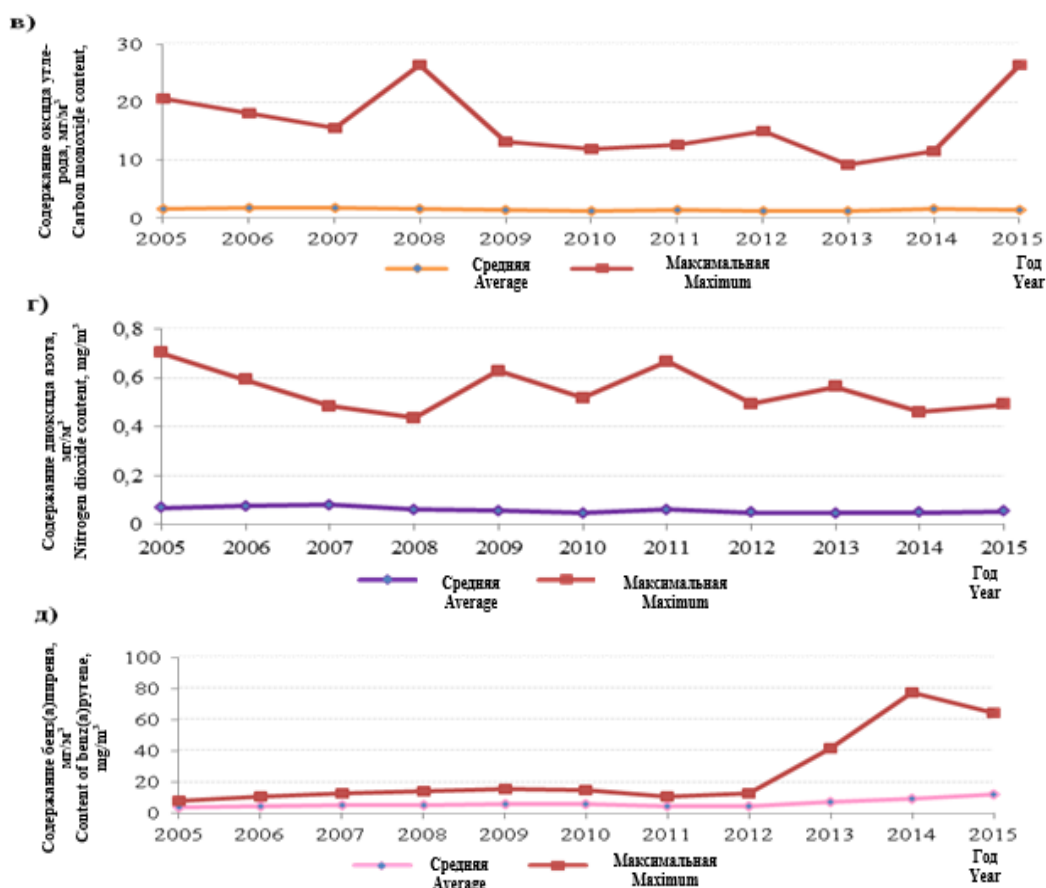 в)
Содержание оксида угле-
рода, мг/м³
Carbon monoxide content,
30
20
10
0
2005 2006 2007 2008 2009 2010 2011 2012 2013 2014 2015
Средняя
Average
Максимальная
Maximum
Год
Year
г)
Содержание диоксида азота,
мг/м³
Nitrogen dioxide content, mg/m³
0,8
0,6
0,4
0,2
0
2005 2006 2007 2008 2009 2010 2011 2012 2013 2014 2015
Средняя
Average
Максимальная
Maximum
Год
Year
д)
Содержание бенз(а)пирена,
мг/м³
Content of benz(a)pyrene,
mg/m³
100
80
60
40
20
0
2005 2006 2007 2008 2009 2010 2011 2012 2013 2014 2015
Средняя
Average
Максимальная
Maximum
Год
Year